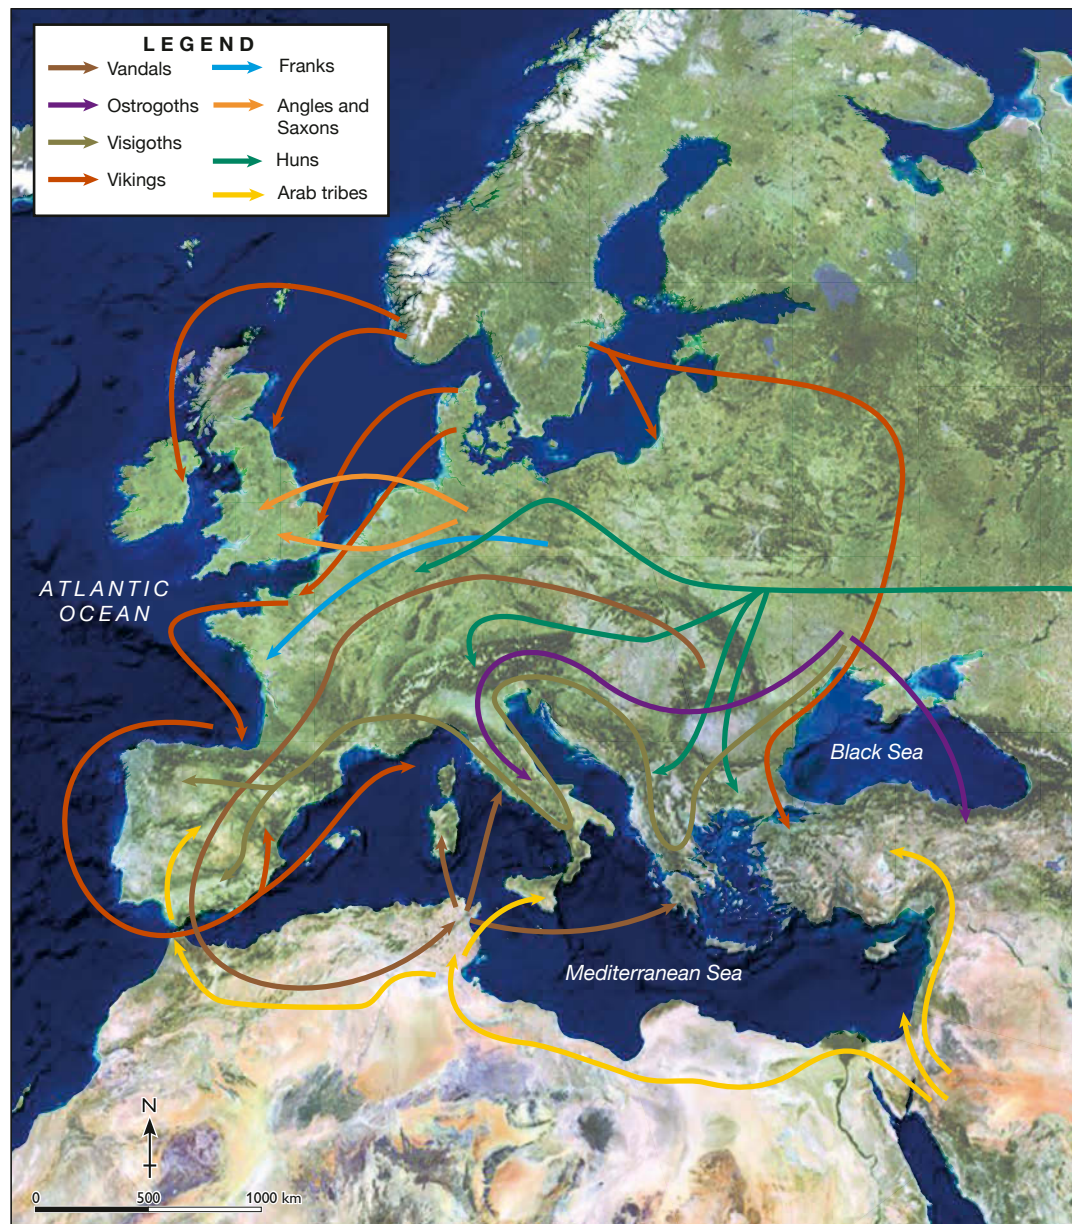 LEGEND
Vandals
Ostrogoths
Visigoths
Vikings
Franks
Angles and
Saxons
Huns
Arab tribes
ATLANTIC
OCEAN
Black Sea
Mediterranean Sea
N
0 500 1000 km